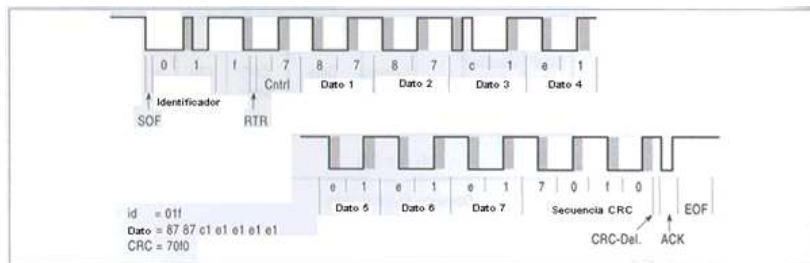 0 1 f 7 8 7 8 7 c 1 e 1
Cntrl Dato 1 Dato 2 Dato 3 Dato 4
Identificador
SOF RTR
e 1 e 1 e 1 7 0 f 0
Dato 5 Dato 6 Dato 7 Secuencia CRC EOF
CRC-Del. ACK
id = 01f
Dato = 87 87 c1 e1 e1 e1 e1
CRC = 70f0